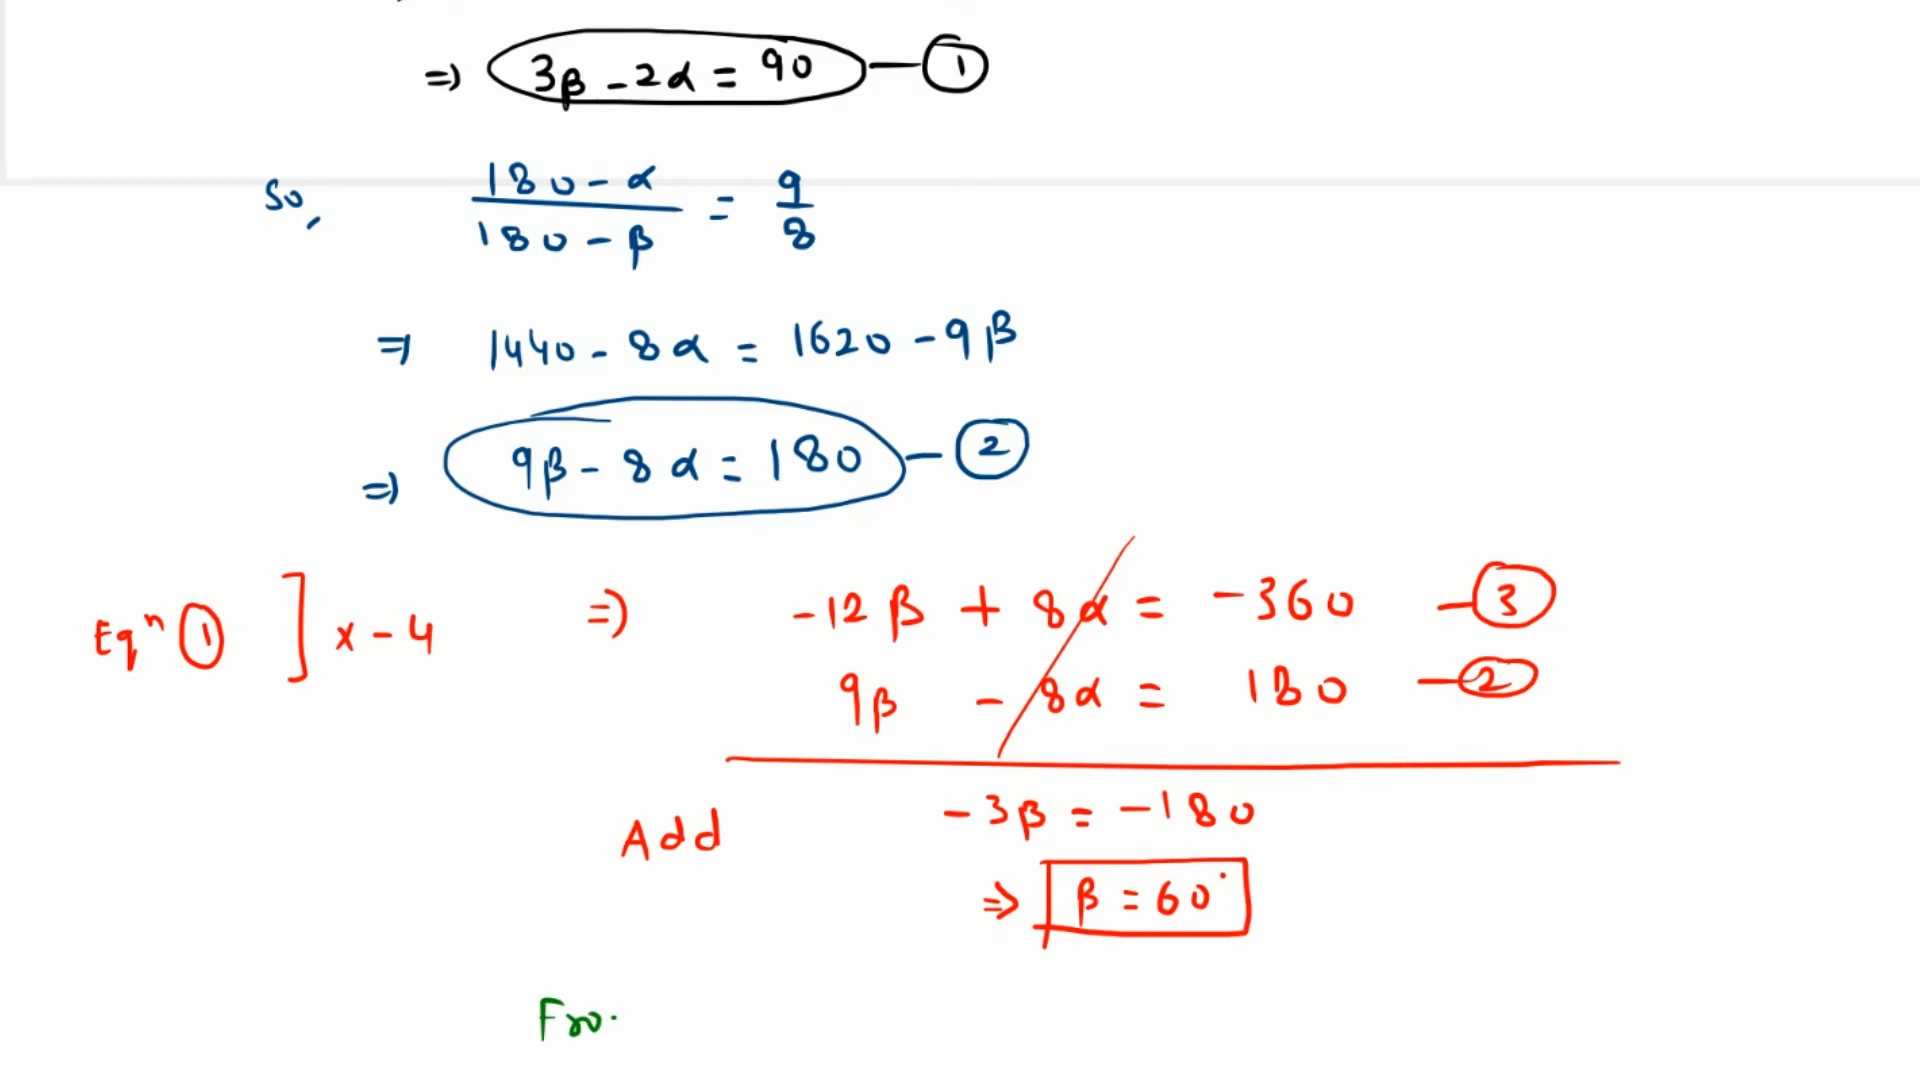 ⇒ 3β - 2α = 90 — ①
So, (180 - α)/(180 - β) = 9/8
⇒ 1440 - 8α = 1620 - 9β
⇒ 9β - 8α = 180 — ②
Eqⁿ ① ] x - 4 ⇒ -12β + 8α = -360 — ③
9β - 8α = 180 — ②
Add -3β = -180
⇒ β = 60°
Fro